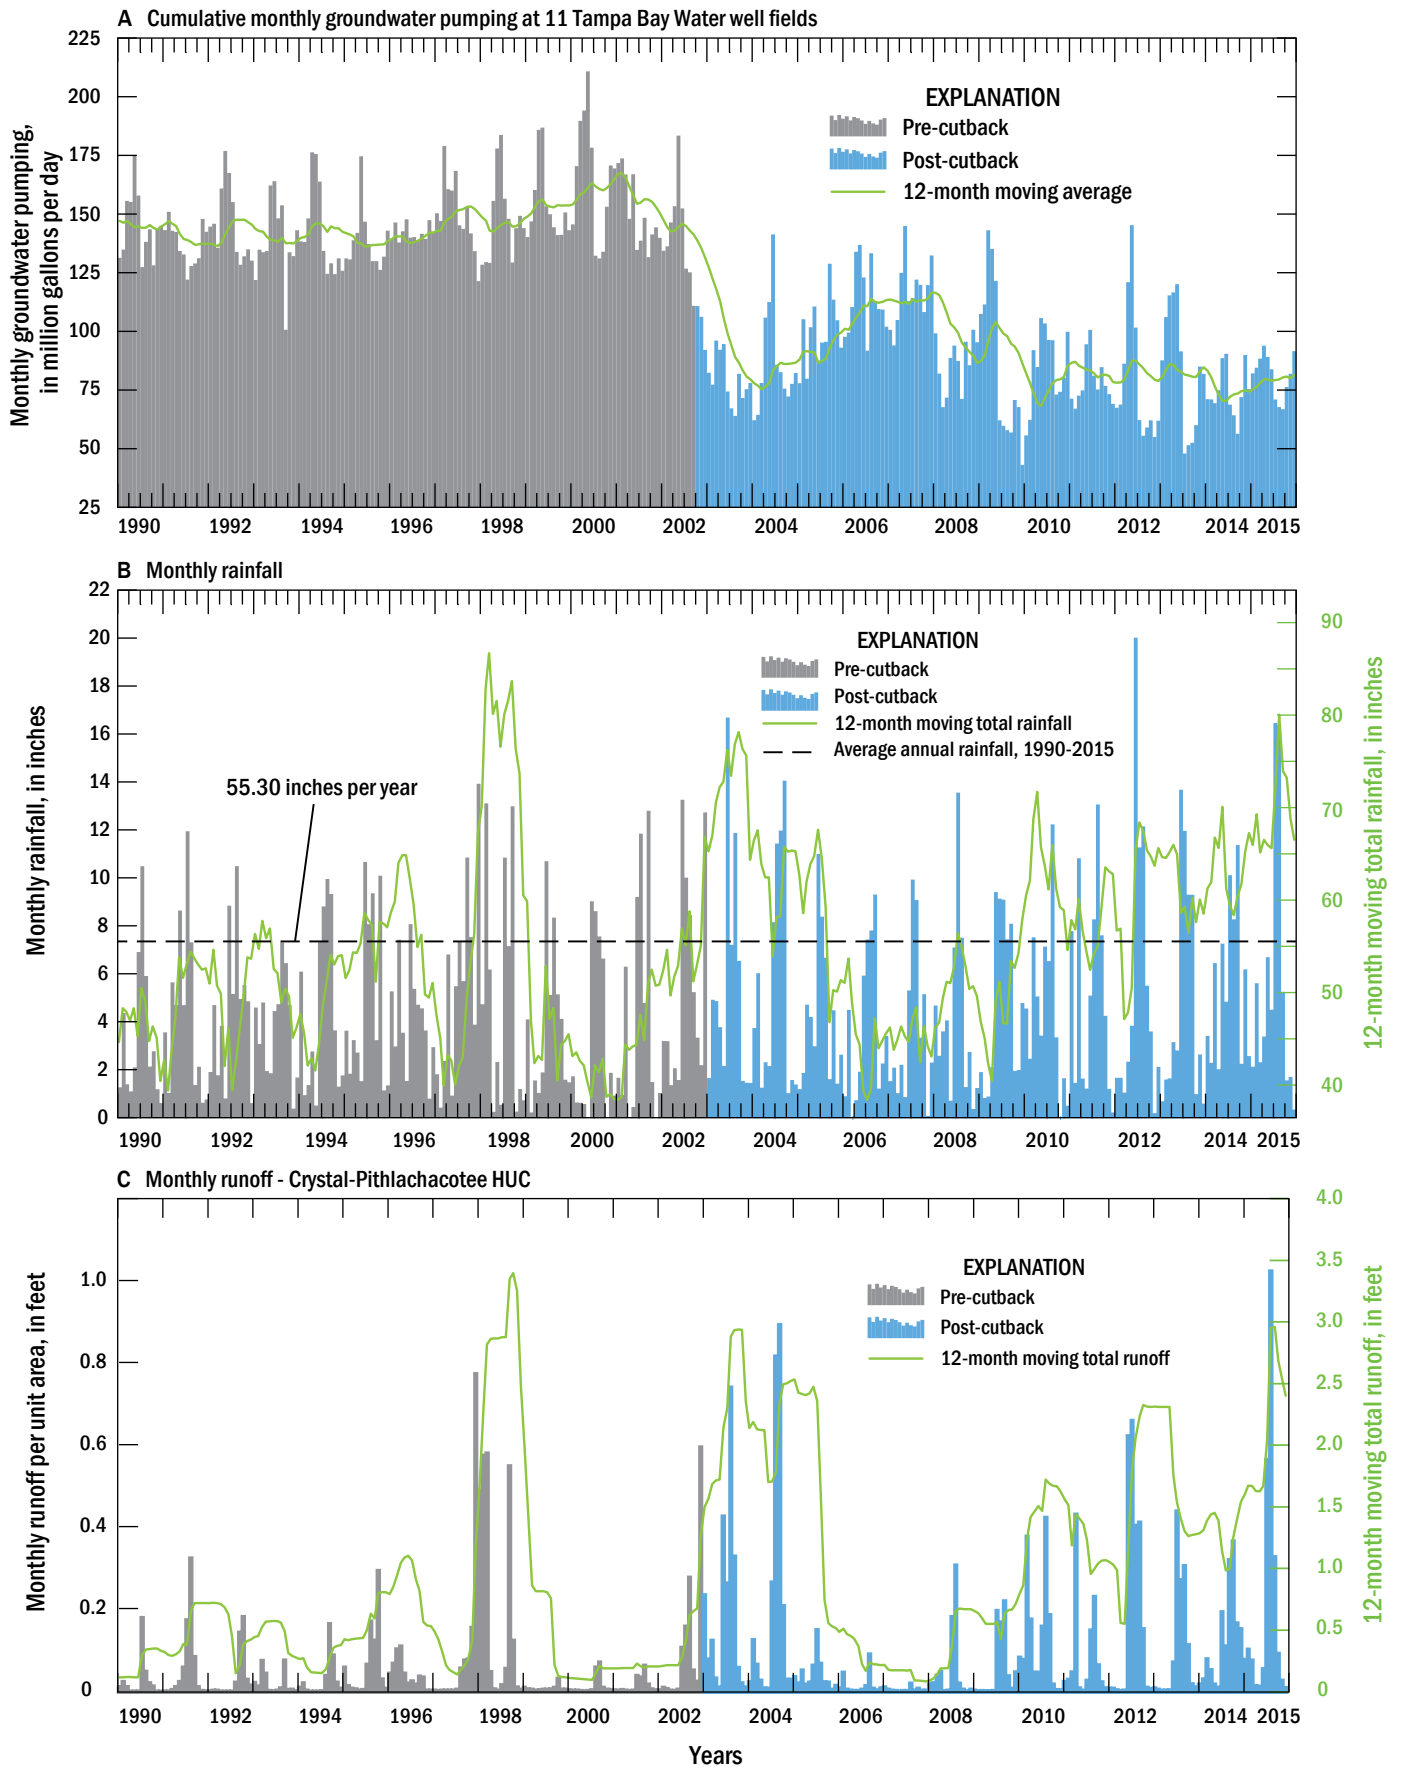 A Cumulative monthly groundwater pumping at 11 Tampa Bay Water well fields
225
200
175
150
125
100
75
50
25
Monthly groundwater pumping,
in million gallons per day
EXPLANATION
Pre-cutback
Post-cutback
12-month moving average
1990 1992 1994 1996 1998 2000 2002 2004 2006 2008 2010 2012 2014 2015
B Monthly rainfall
22
20
18
16
14
12
10
8
6
4
2
0
Monthly rainfall, in inches
55.30 inches per year
EXPLANATION
Pre-cutback
Post-cutback
12-month moving total rainfall
Average annual rainfall, 1990-2015
90
80
70
60
50
40
12-month moving total rainfall, in inches
1990 1992 1994 1996 1998 2000 2002 2004 2006 2008 2010 2012 2014 2015
C Monthly runoff - Crystal-Pithlachacotee HUC
1.0
0.8
0.6
0.4
0.2
0
Monthly runoff per unit area, in feet
EXPLANATION
Pre-cutback
Post-cutback
12-month moving total runoff
4.0
3.5
3.0
2.5
2.0
1.5
1.0
0.5
0
12-month moving total runoff, in feet
1990 1992 1994 1996 1998 2000 2002 2004 2006 2008 2010 2012 2014 2015
Years